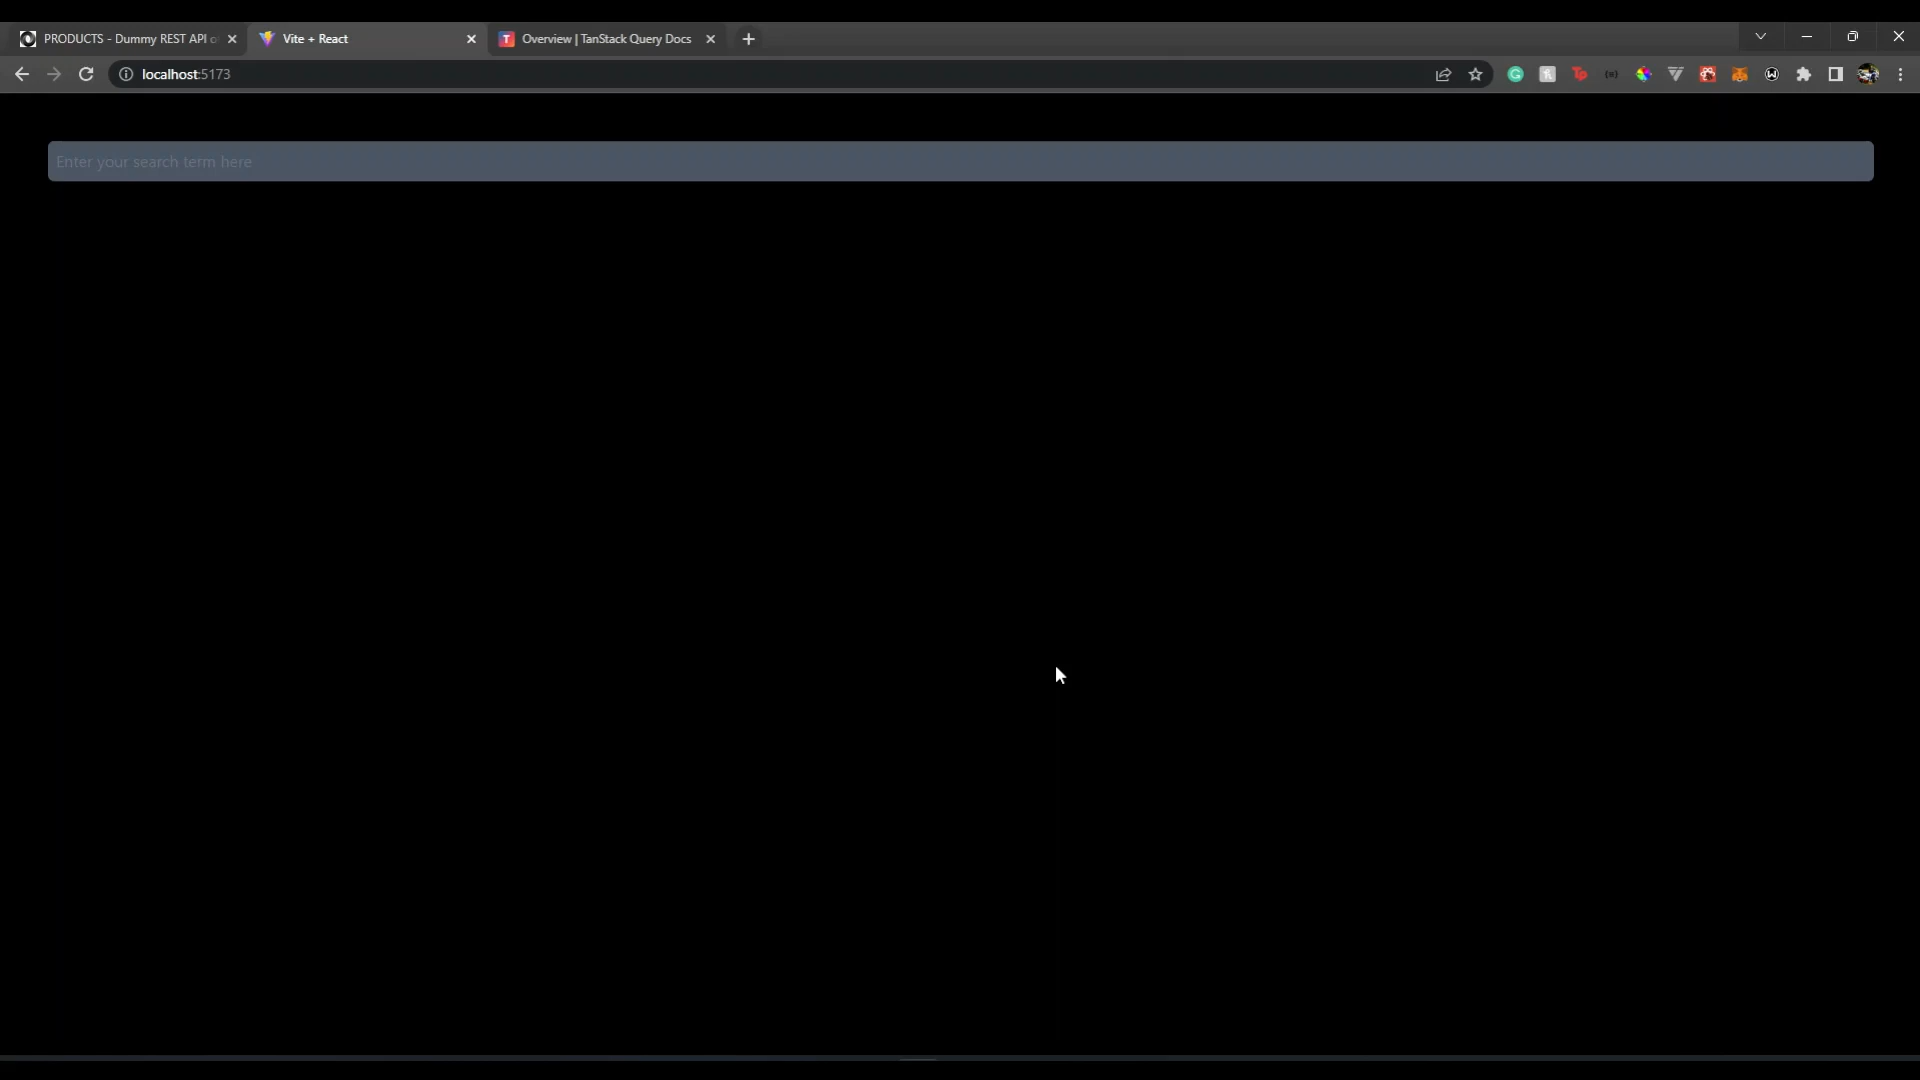 PRODUCTS - Dummy REST API
Vite + React
Overview | TanStack Query Docs
localhost:5173
Enter your search term here